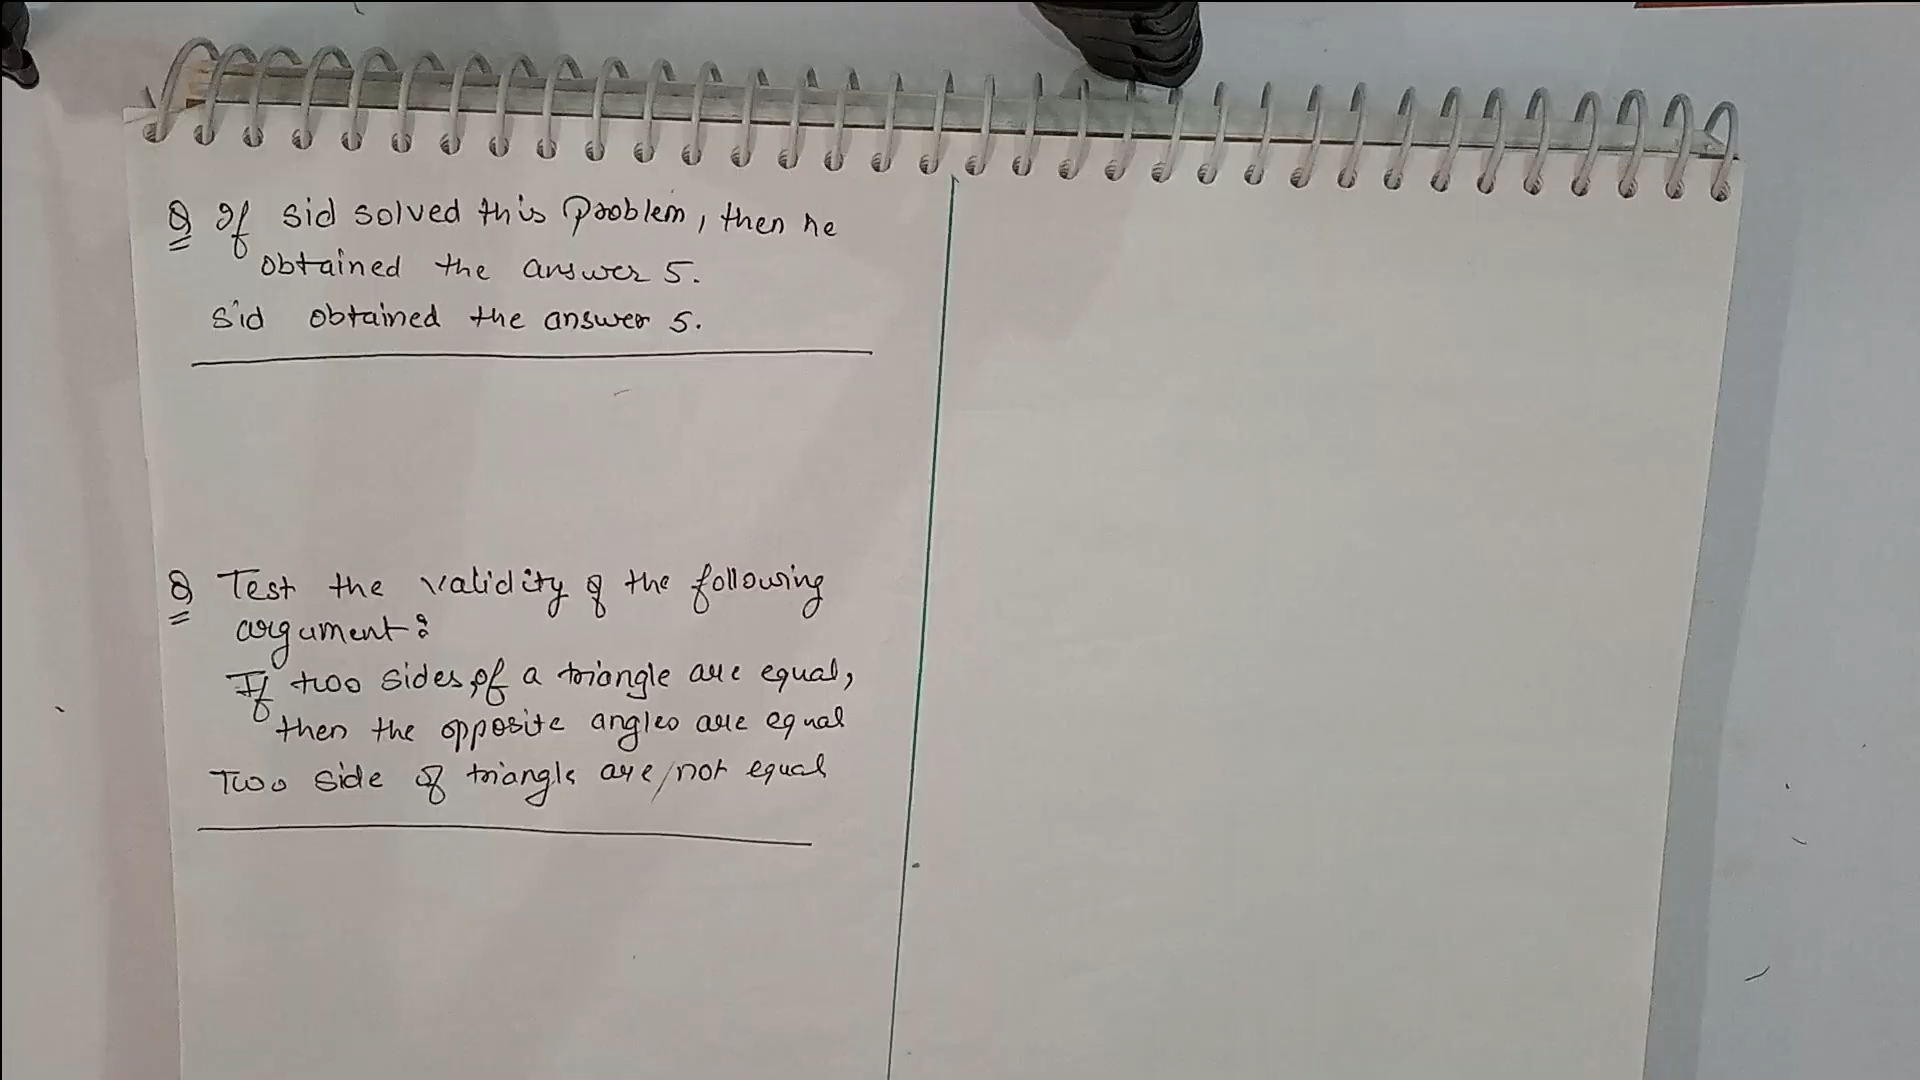 Q If sid solved this problem, then he
obtained the answer 5.
Sid obtained the answer 5.
Q Test the validity of the following
argument:
If two sides of a triangle are equal,
then the opposite angles are equal
Two side of triangle are not equal